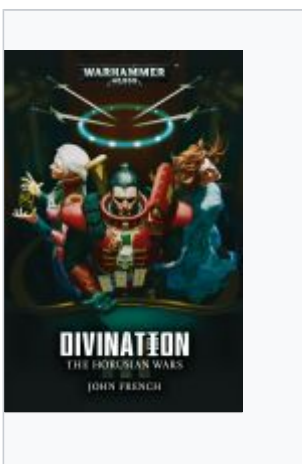 WARHAMMER
40,000
DIVINATION
THE HORUSIAN WARS
JOHN FRENCH